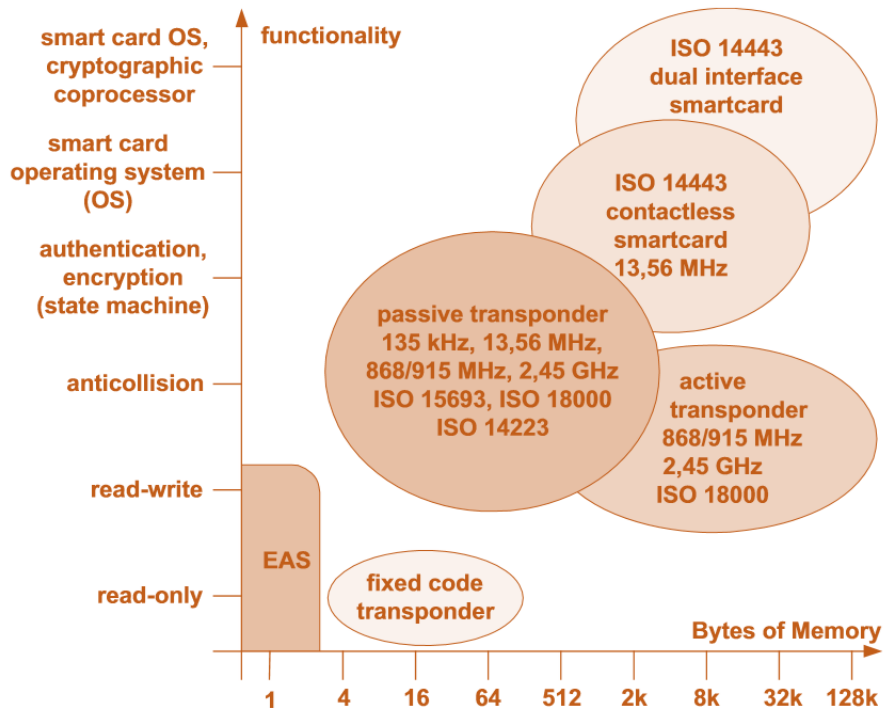 functionality
smart card OS,
cryptographic
coprocessor
smart card
operating system
(OS)
authentication,
encryption
(state machine)
anticollision
read-write
read-only
ISO 14443
dual interface
smartcard
ISO 14443
contactless
smartcard
13,56 MHz
passive transponder
135 kHz, 13,56 MHz,
868/915 MHz, 2,45 GHz
ISO 15693, ISO 18000
ISO 14223
active
transponder
868/915 MHz
2,45 GHz
ISO 18000
EAS
fixed code
transponder
Bytes of Memory
1 4 16 64 512 2k 8k 32k 128k